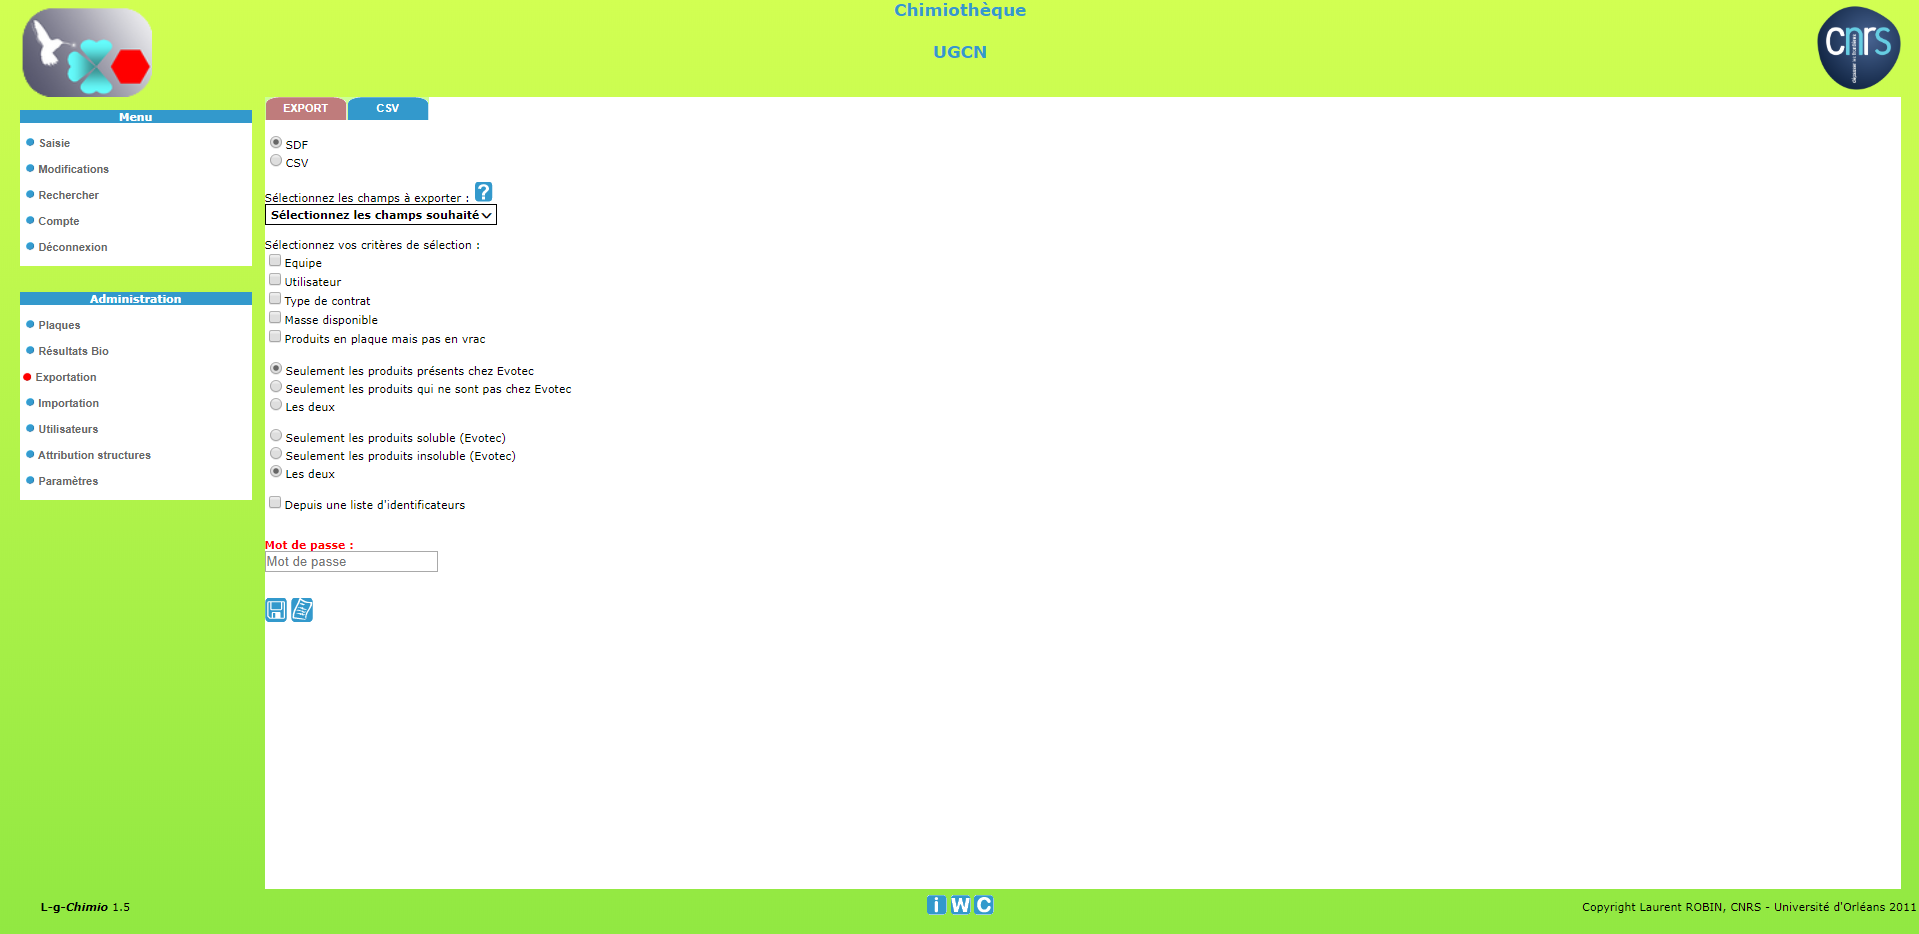 Chimiothèque
UGCN
cnrs
dépasser les frontières
Menu
Saisie
Modifications
Rechercher
Compte
Déconnexion
Administration
Plaques
Résultats Bio
Exportation
Importation
Utilisateurs
Attribution structures
Paramètres
EXPORT
CSV
SDF
CSV
Sélectionnez les champs à exporter : ?
Sélectionnez les champs souhaité
Sélectionnez vos critères de sélection :
Equipe
Utilisateur
Type de contrat
Masse disponible
Produits en plaque mais pas en vrac
Seulement les produits présents chez Evotec
Seulement les produits qui ne sont pas chez Evotec
Les deux
Seulement les produits soluble (Evotec)
Seulement les produits insoluble (Evotec)
Les deux
Depuis une liste d'identificateurs
Mot de passe :
Mot de passe
L-g-Chimio 1.5
i W C
Copyright Laurent ROBIN, CNRS - Université d'Orléans 2011